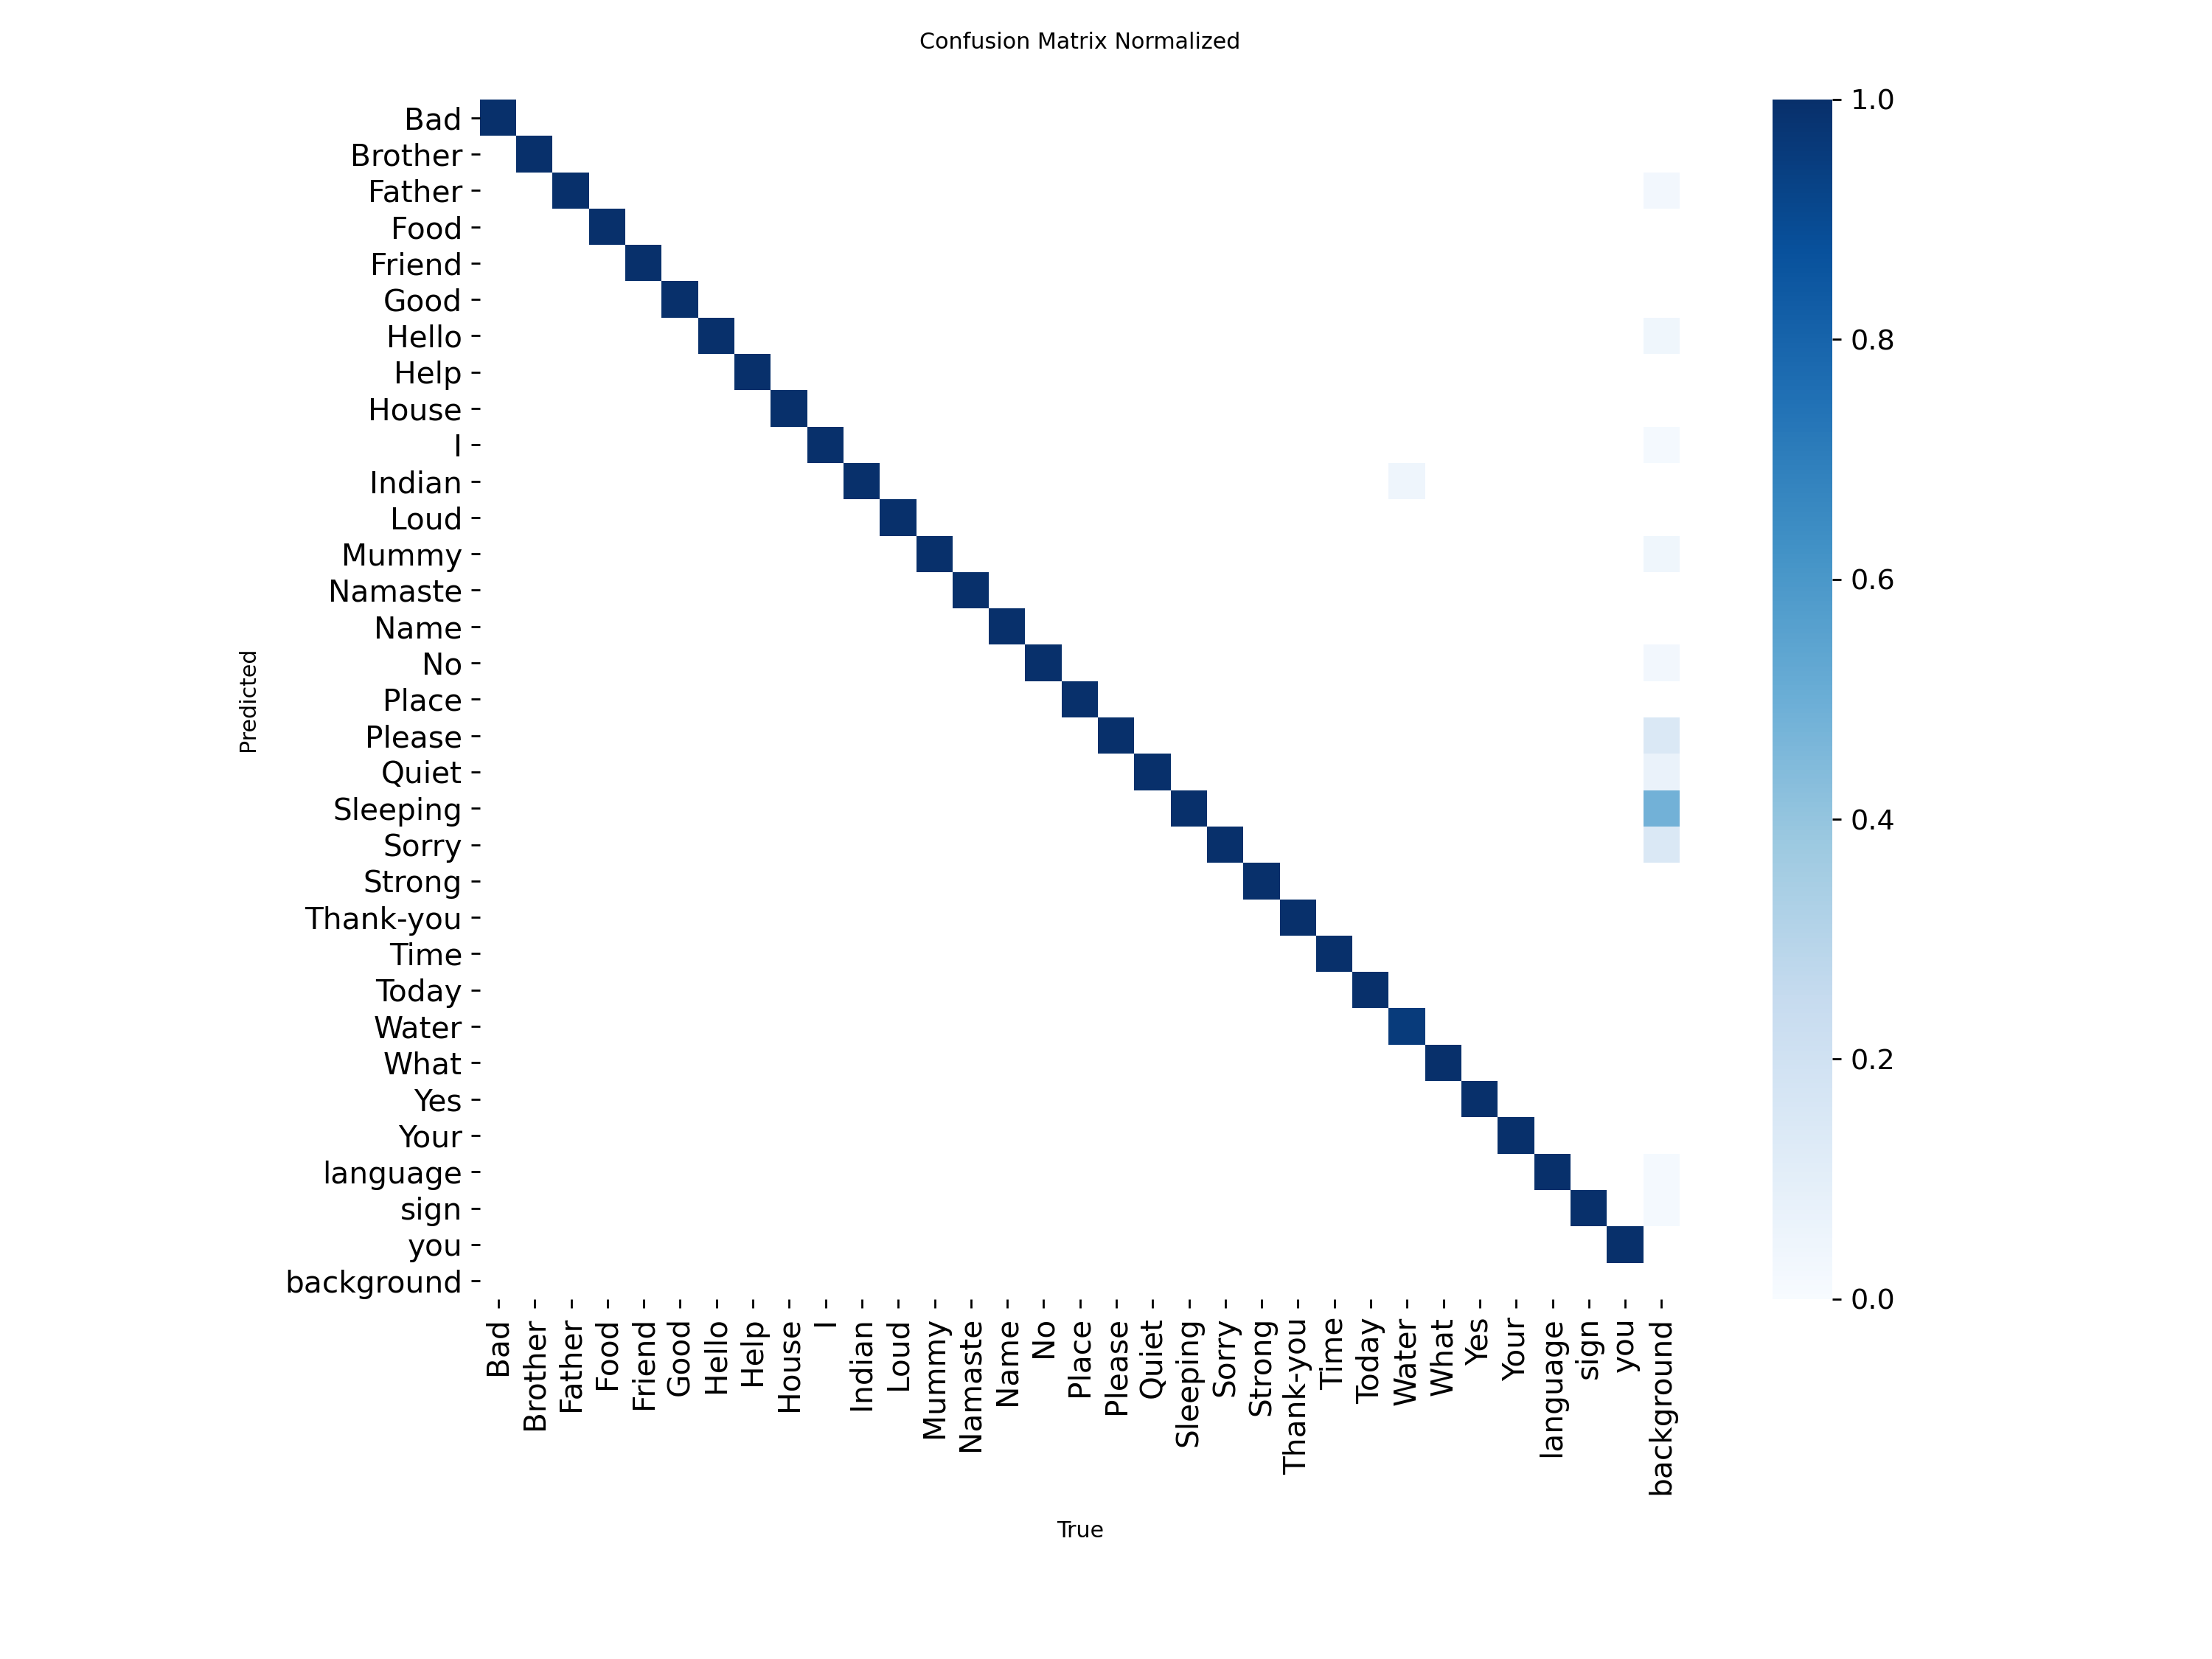 Confusion Matrix Normalized
Bad
Brother
Father
Food
Friend
Good
Hello
Help
House
I
Indian
Loud
Mummy
Namaste
Name
No
Place
Please
Quiet
Sleeping
Sorry
Strong
Thank-you
Time
Today
Water
What
Yes
Your
language
sign
you
background
Predicted
Bad
Brother
Father
Food
Friend
Good
Hello
Help
House
I
Indian
Loud
Mummy
Namaste
Name
No
Place
Please
Quiet
Sleeping
Sorry
Strong
Thank-you
Time
Today
Water
What
Yes
Your
language
sign
you
background
True
1.0
0.8
0.6
0.4
0.2
0.0